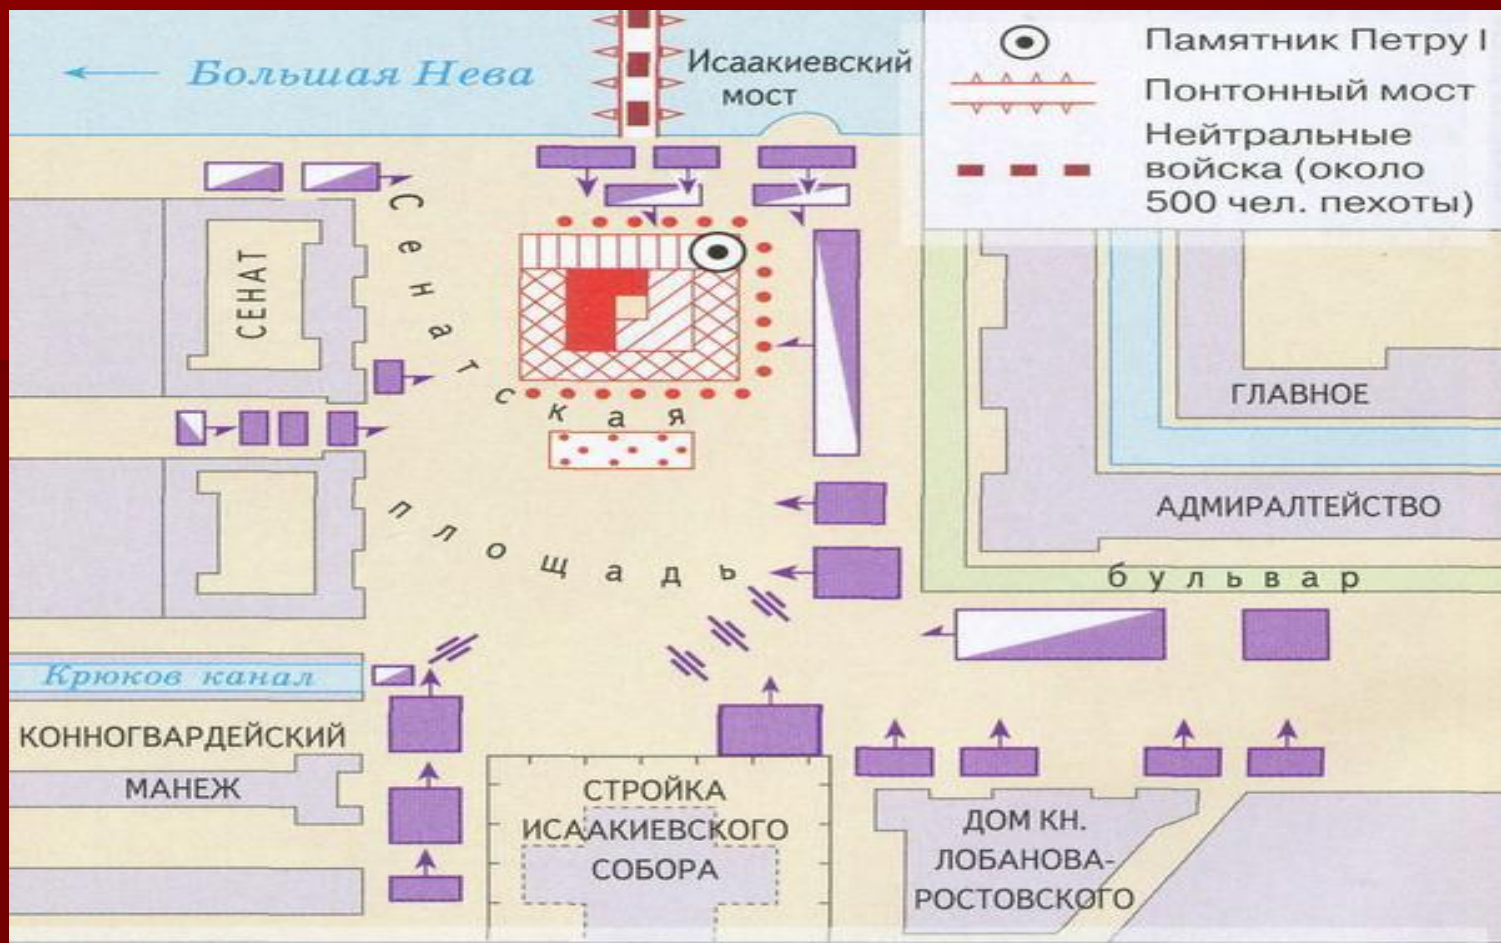 Большая Нева
Исаакиевский
мост
Памятник Петру I
Понтонный мост
Нейтральные
войска (около
500 чел. пехоты)
СЕНАТ
Сенатская
площадь
ГЛАВНОЕ
АДМИРАЛТЕЙСТВО
бульвар
Крюков канал
КОННОГВАРДЕЙСКИЙ
МАНЕЖ
СТРОЙКА
ИСААКИЕВСКОГО
СОБОРА
ДОМ КН.
ЛОБАНОВА-
РОСТОВСКОГО